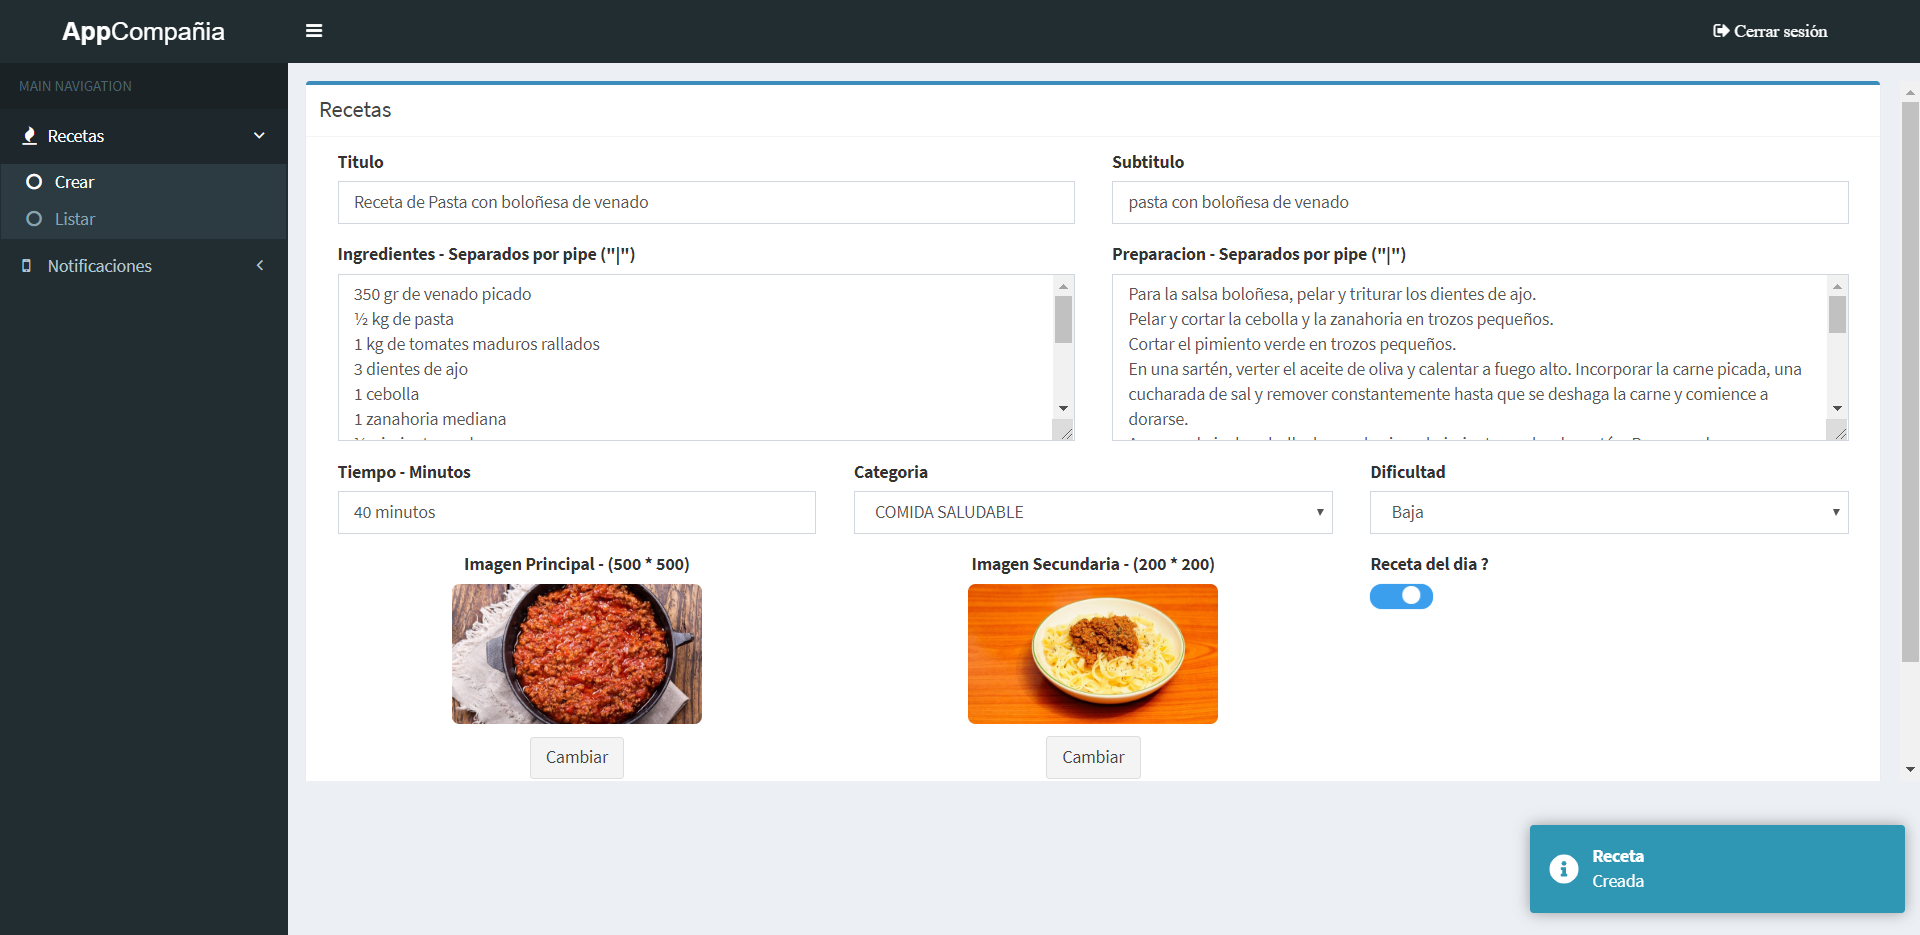 AppCompañia
Cerrar sesión
MAIN NAVIGATION
Recetas
Crear
Listar
Notificaciones
Recetas
Titulo
Receta de Pasta con boloñesa de venado
Subtitulo
pasta con boloñesa de venado
Ingredientes - Separados por pipe ("|")
350 gr de venado picado
½ kg de pasta
1 kg de tomates maduros rallados
3 dientes de ajo
1 cebolla
1 zanahoria mediana
Preparacion - Separados por pipe ("|")
Para la salsa boloñesa, pelar y triturar los dientes de ajo.
Pelar y cortar la cebolla y la zanahoria en trozos pequeños.
Cortar el pimiento verde en trozos pequeños.
En una sartén, verter el aceite de oliva y calentar a fuego alto. Incorporar la carne picada, una
cucharada de sal y remover constantemente hasta que se deshaga la carne y comience a
dorarse.
Tiempo - Minutos
40 minutos
Categoria
COMIDA SALUDABLE
Dificultad
Baja
Imagen Principal - (500 * 500)
Cambiar
Imagen Secundaria - (200 * 200)
Cambiar
Receta del dia ?
Receta
Creada